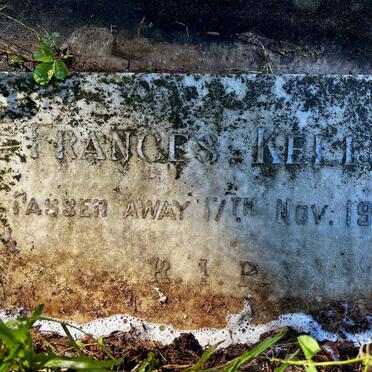 FRANCES KELL
PASSED AWAY 17TH NOV. 19
R.I.P.